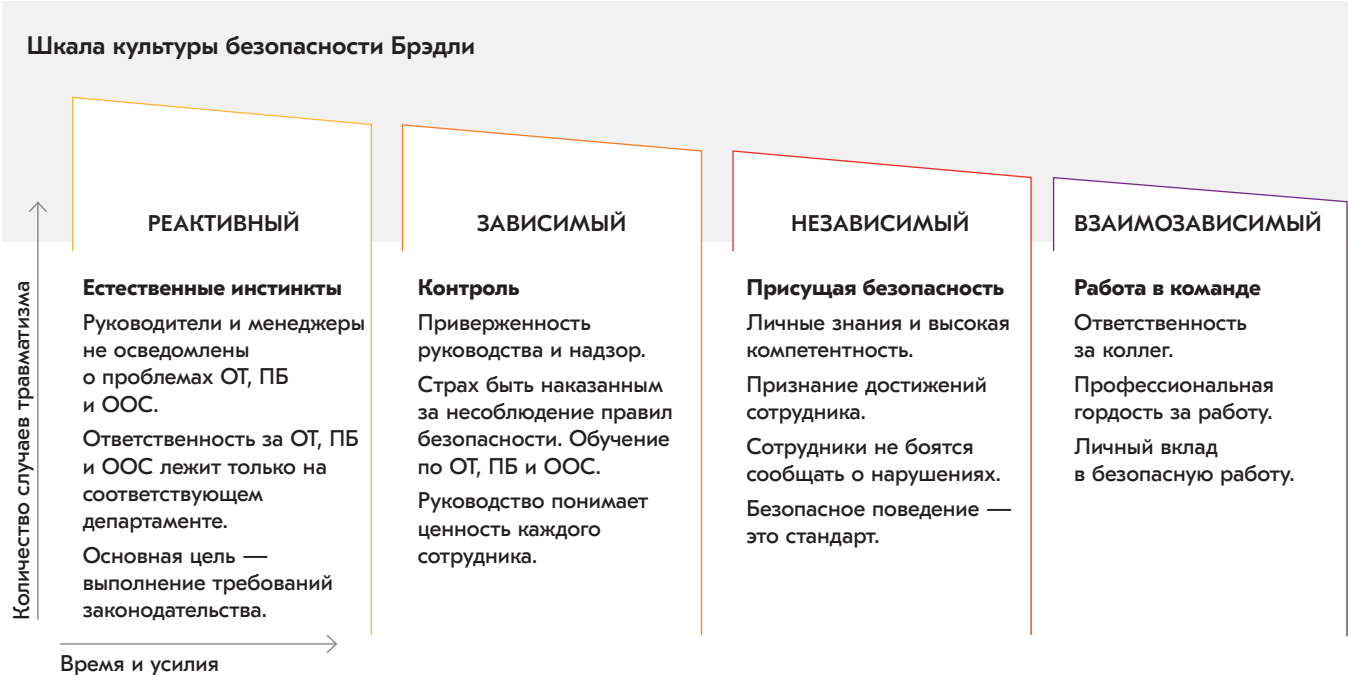 Шкала культуры безопасности Брэдли
Количество случаев травматизма
РЕАКТИВНЫЙ
Естественные инстинкты
Руководители и менеджеры
не осведомлены
о проблемах ОТ, ПБ
и ООС.
Ответственность за ОТ, ПБ
и ООС лежит только на
соответствующем
департаменте.
Основная цель —
выполнение требований
законодательства.
ЗАВИСИМЫЙ
Контроль
Приверженность
руководства и надзор.
Страх быть наказанным
за несоблюдение правил
безопасности. Обучение
по ОТ, ПБ и ООС.
Руководство понимает
ценность каждого
сотрудника.
НЕЗАВИСИМЫЙ
Присущая безопасность
Личные знания и высокая
компетентность.
Признание достижений
сотрудника.
Сотрудники не боятся
сообщать о нарушениях.
Безопасное поведение —
это стандарт.
ВЗАИМОЗАВИСИМЫЙ
Работа в команде
Ответственность
за коллег.
Профессиональная
гордость за работу.
Личный вклад
в безопасную работу.
Время и усилия